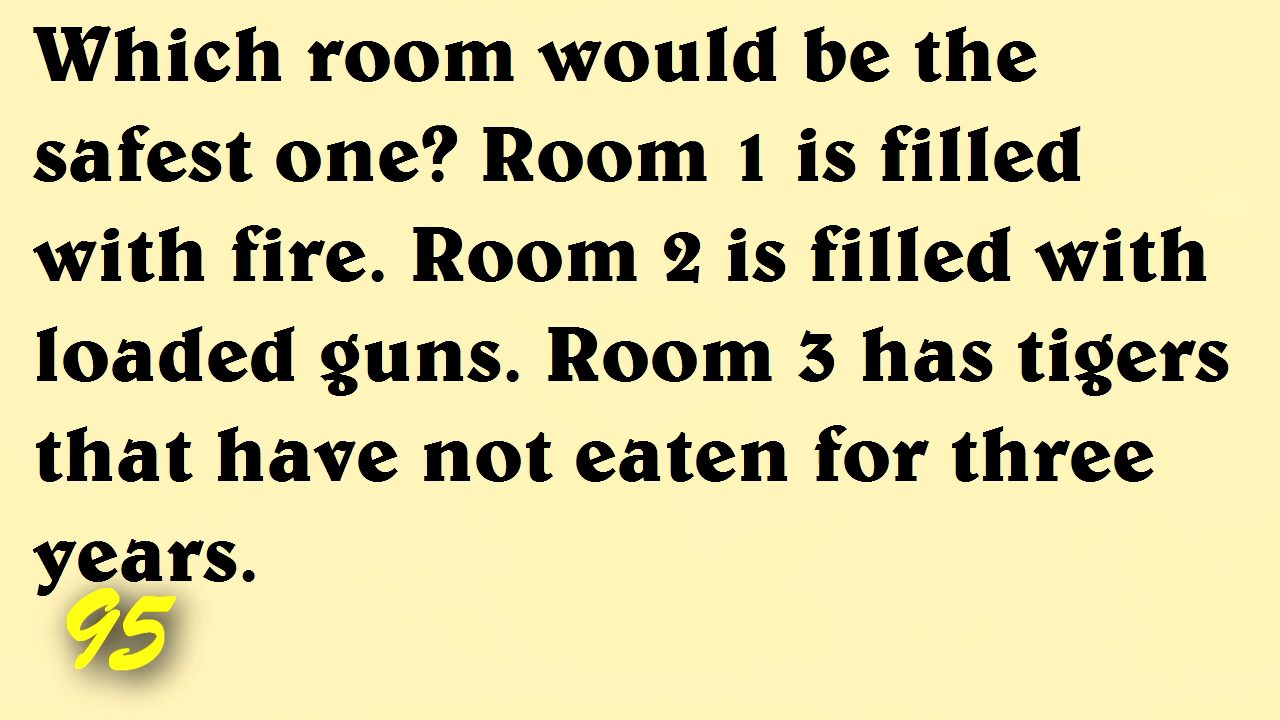 Which room would be the
safest one? Room 1 is filled
with fire. Room 2 is filled with
loaded guns. Room 3 has tigers
that have not eaten for three
years.
95